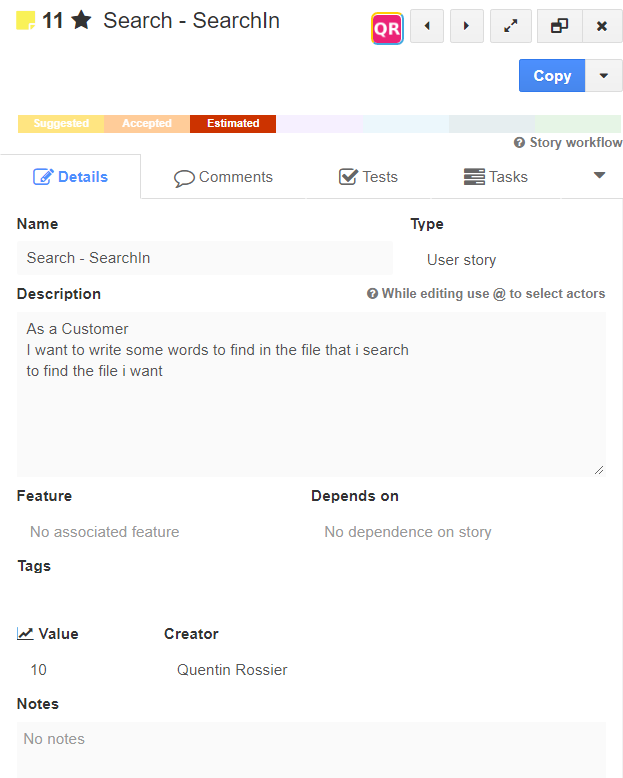 11 Search - SearchIn
QR
Copy
Suggested Accepted Estimated
Story workflow
Details Comments Tests Tasks
Name Type
Search - SearchIn User story
Description While editing use @ to select actors
As a Customer
I want to write some words to find in the file that i search
to find the file i want
Feature Depends on
No associated feature No dependence on story
Tags
Value Creator
10 Quentin Rossier
Notes
No notes